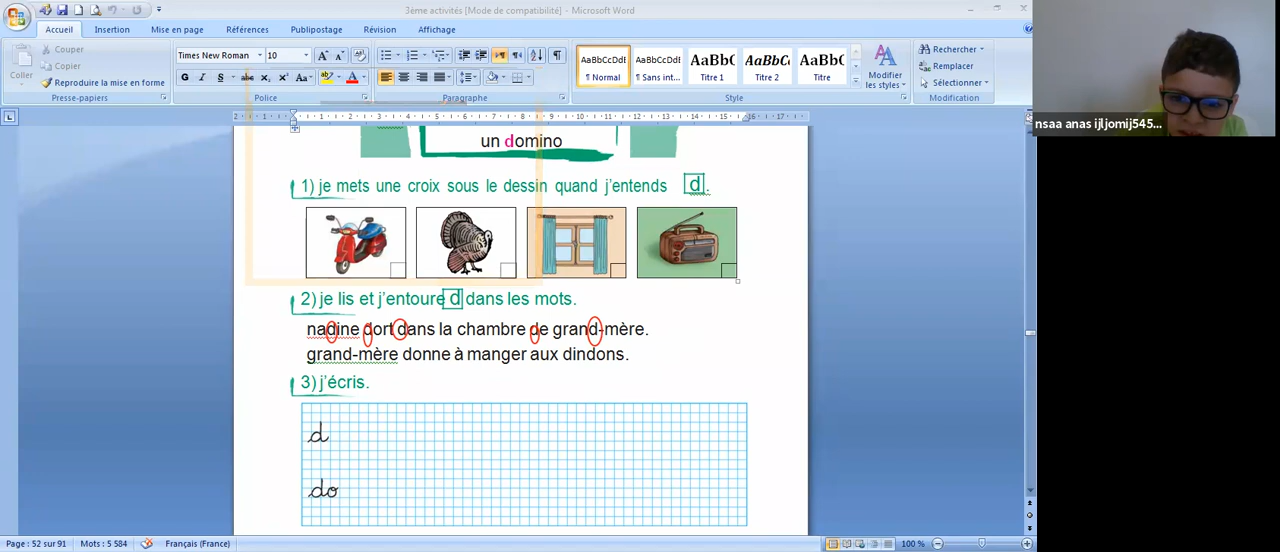 3ème activités [Mode de compatibilité] - Microsoft Word
Accueil Insertion Mise en page Références Publipostage Révision Affichage
Couper
Copier
Coller
Reproduire la mise en forme
Presse-papiers
Times New Roman 10
Police
Paragraphe
AaBbCcDdE AaBbCcDdE AaBbC AaBbCc AaBbC
¶ Normal ¶ Sans int... Titre 1 Titre 2 Titre
Modifier les styles
Style
Rechercher
Remplacer
Sélectionner
Modification
nsaa anas ijljomij545...
un domino
1) je mets une croix sous le dessin quand j'entends d.
2) je lis et j'entoure d dans les mots.
nadine dort dans la chambre de grand-mère.
grand-mère donne à manger aux dindons.
3) j'écris.
d
do
Page : 52 sur 91 Mots : 5 584 Français (France) 100 %